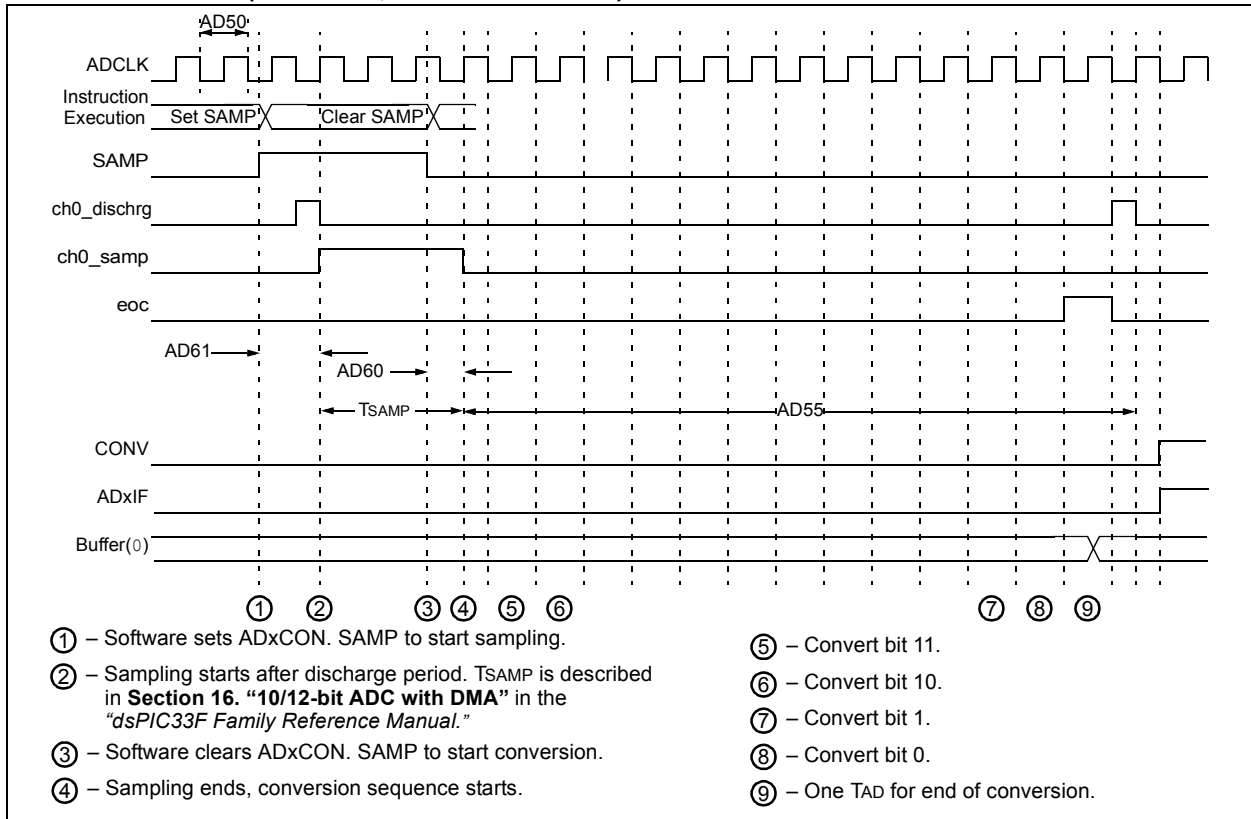 AD50
ADCLK
Instruction
Execution
Set SAMP
Clear SAMP
SAMP
ch0_dischrg
ch0_samp
eoc
AD61
AD60
TSAMP
AD55
CONV
ADxIF
Buffer(0)
1 2 3 4 5 6 7 8 9
1 – Software sets ADxCON. SAMP to start sampling.
2 – Sampling starts after discharge period. TSAMP is described
in Section 16. “10/12-bit ADC with DMA” in the
“dsPIC33F Family Reference Manual.”
3 – Software clears ADxCON. SAMP to start conversion.
4 – Sampling ends, conversion sequence starts.
5 – Convert bit 11.
6 – Convert bit 10.
7 – Convert bit 1.
8 – Convert bit 0.
9 – One TAD for end of conversion.